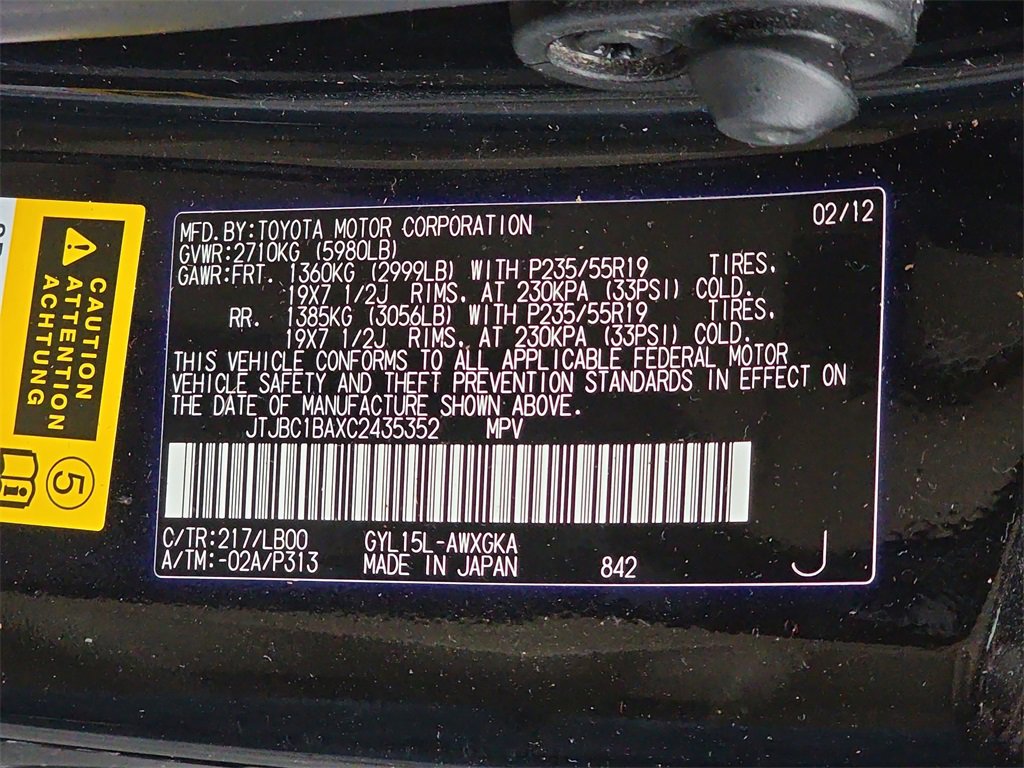 02/12
MFD.BY:TOYOTA MOTOR CORPORATION
GVWR:2710KG (5980LB)
GAWR:FRT. 1360KG (2999LB) WITH P235/55R19 TIRES.
19X7 1/2J RIMS. AT 230KPA (33PSI) COLD.
RR. 1385KG (3056LB) WITH P235/55R19 TIRES.
19X7 1/2J RIMS. AT 230KPA (33PSI) COLD.
THIS VEHICLE CONFORMS TO ALL APPLICABLE FEDERAL MOTOR
VEHICLE SAFETY AND THEFT PREVENTION STANDARDS IN EFFECT ON
THE DATE OF MANUFACTURE SHOWN ABOVE.
JTJBC1BAXC2435352 MPV
C/TR:217/LB00 GYL15L-AWXGKA
A/TM:-02A/P313 MADE IN JAPAN 842 J
CAUTION
ATTENTION
ACHTUNG
5
i